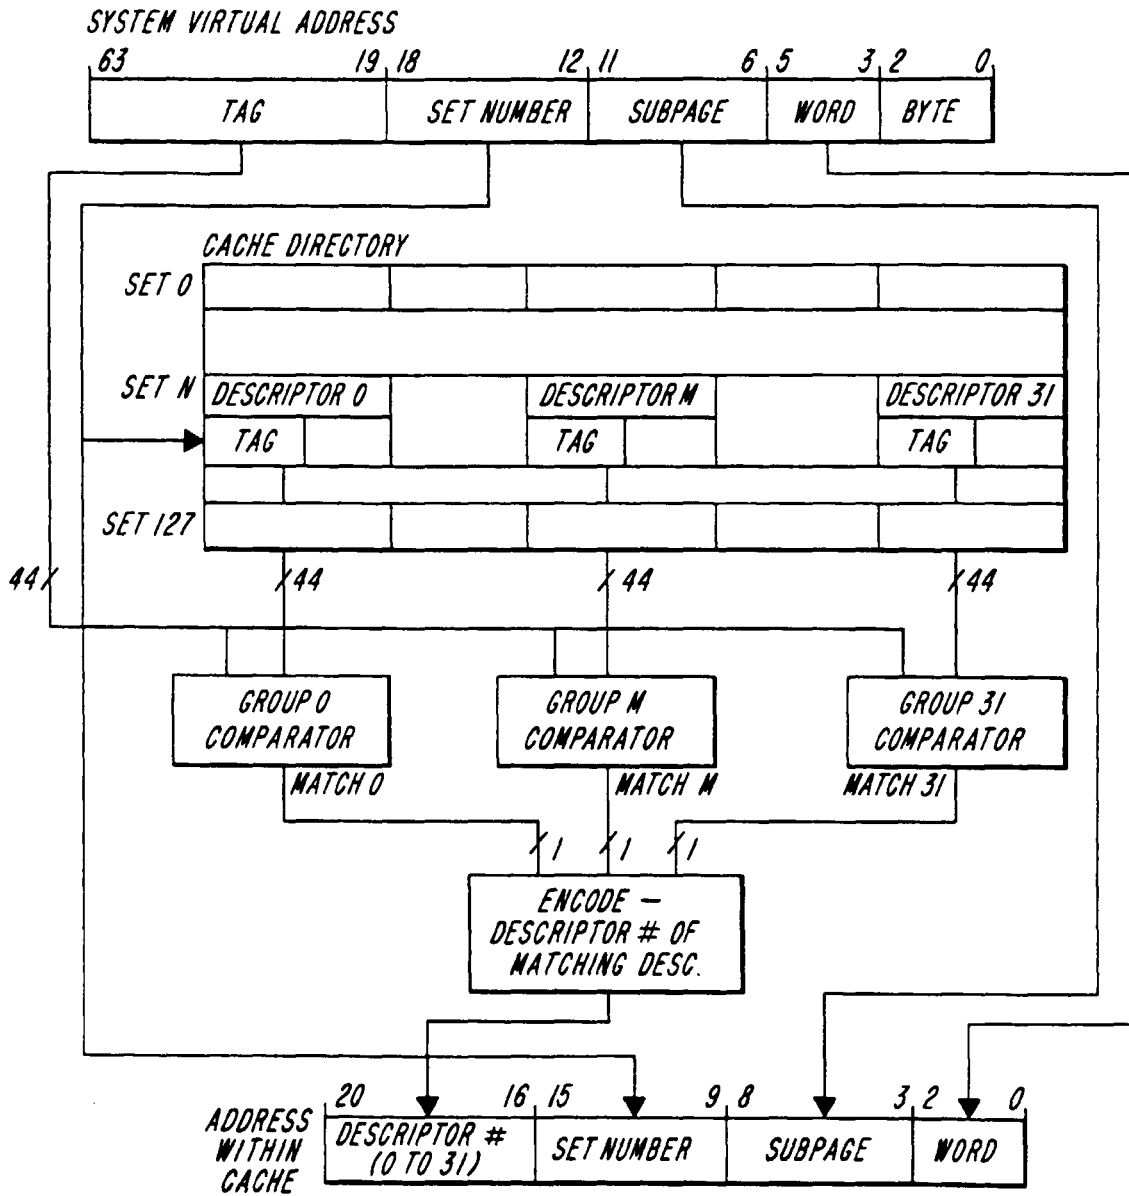 SYSTEM VIRTUAL ADDRESS
63 19 18 12 11 6 5 3 2 0
TAG SET NUMBER SUBPAGE WORD BYTE
CACHE DIRECTORY
SET 0
SET N DESCRIPTOR 0 DESCRIPTOR M DESCRIPTOR 31
TAG TAG TAG
SET 127
44 44 44 44
GROUP 0 COMPARATOR
GROUP M COMPARATOR
GROUP 31 COMPARATOR
MATCH 0 MATCH M MATCH 31
1 1 1
ENCODE —
DESCRIPTOR # OF
MATCHING DESC.
20 16 15 9 8 3 2 0
ADDRESS
WITHIN
CACHE
DESCRIPTOR #
(0 TO 31)
SET NUMBER SUBPAGE WORD